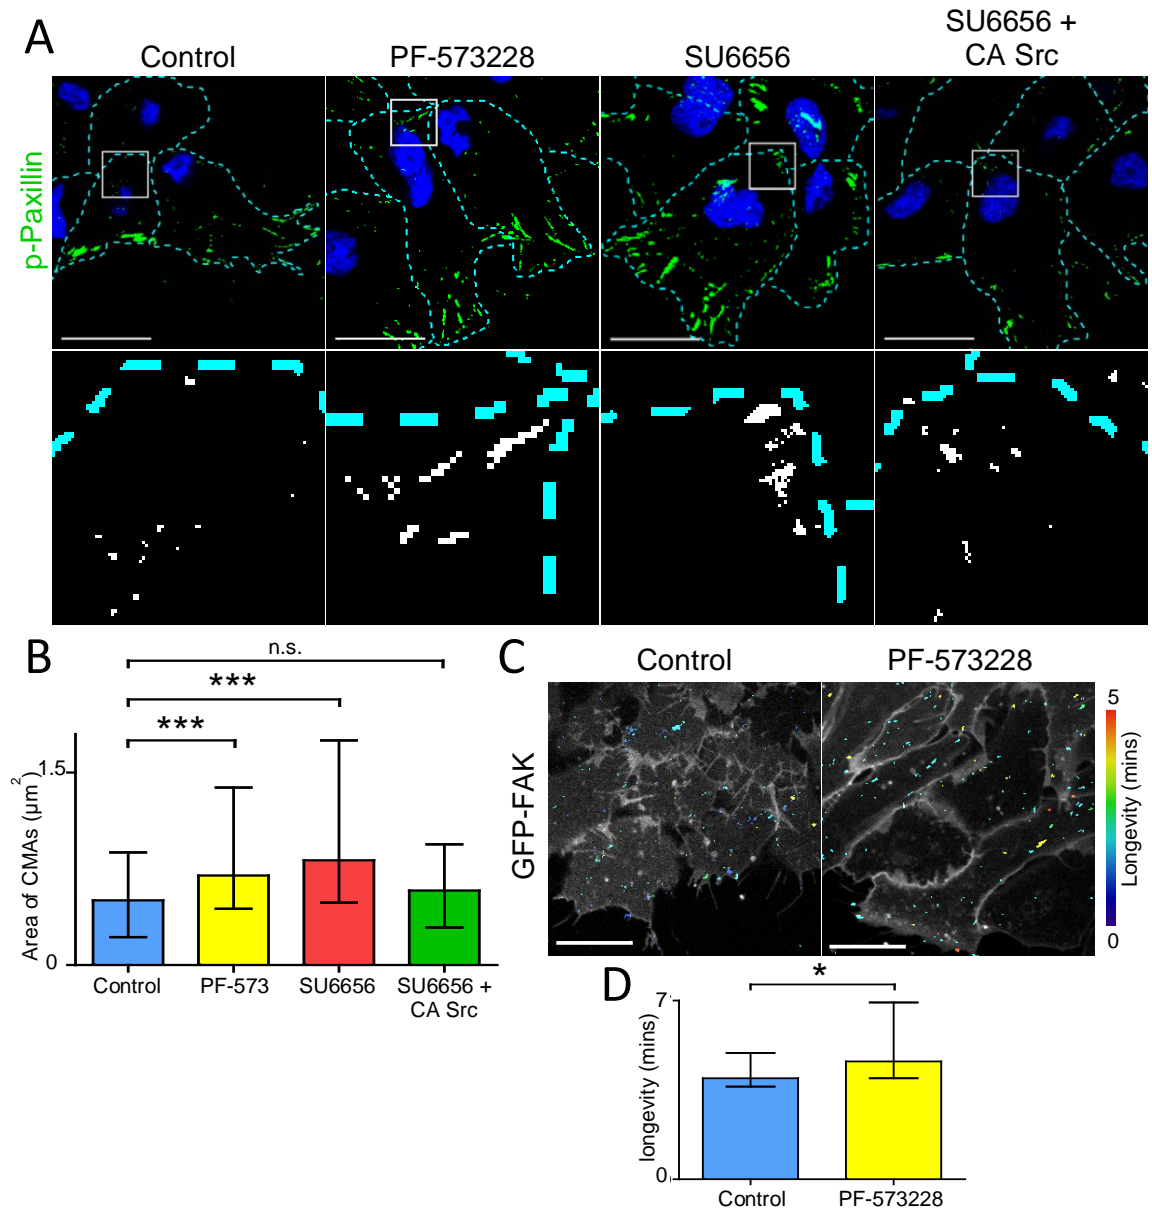 A
Control
PF-573228
SU6656
SU6656 +
CA Src
p-Paxillin
B
n.s.
***
***
Area of CMAs (µm²)
1.5
0
Control
PF-573
SU6656
SU6656 +
CA Src
C
Control
PF-573228
GFP-FAK
5
Longevity (mins)
0
D
*
longevity (mins)
7
0
Control
PF-573228